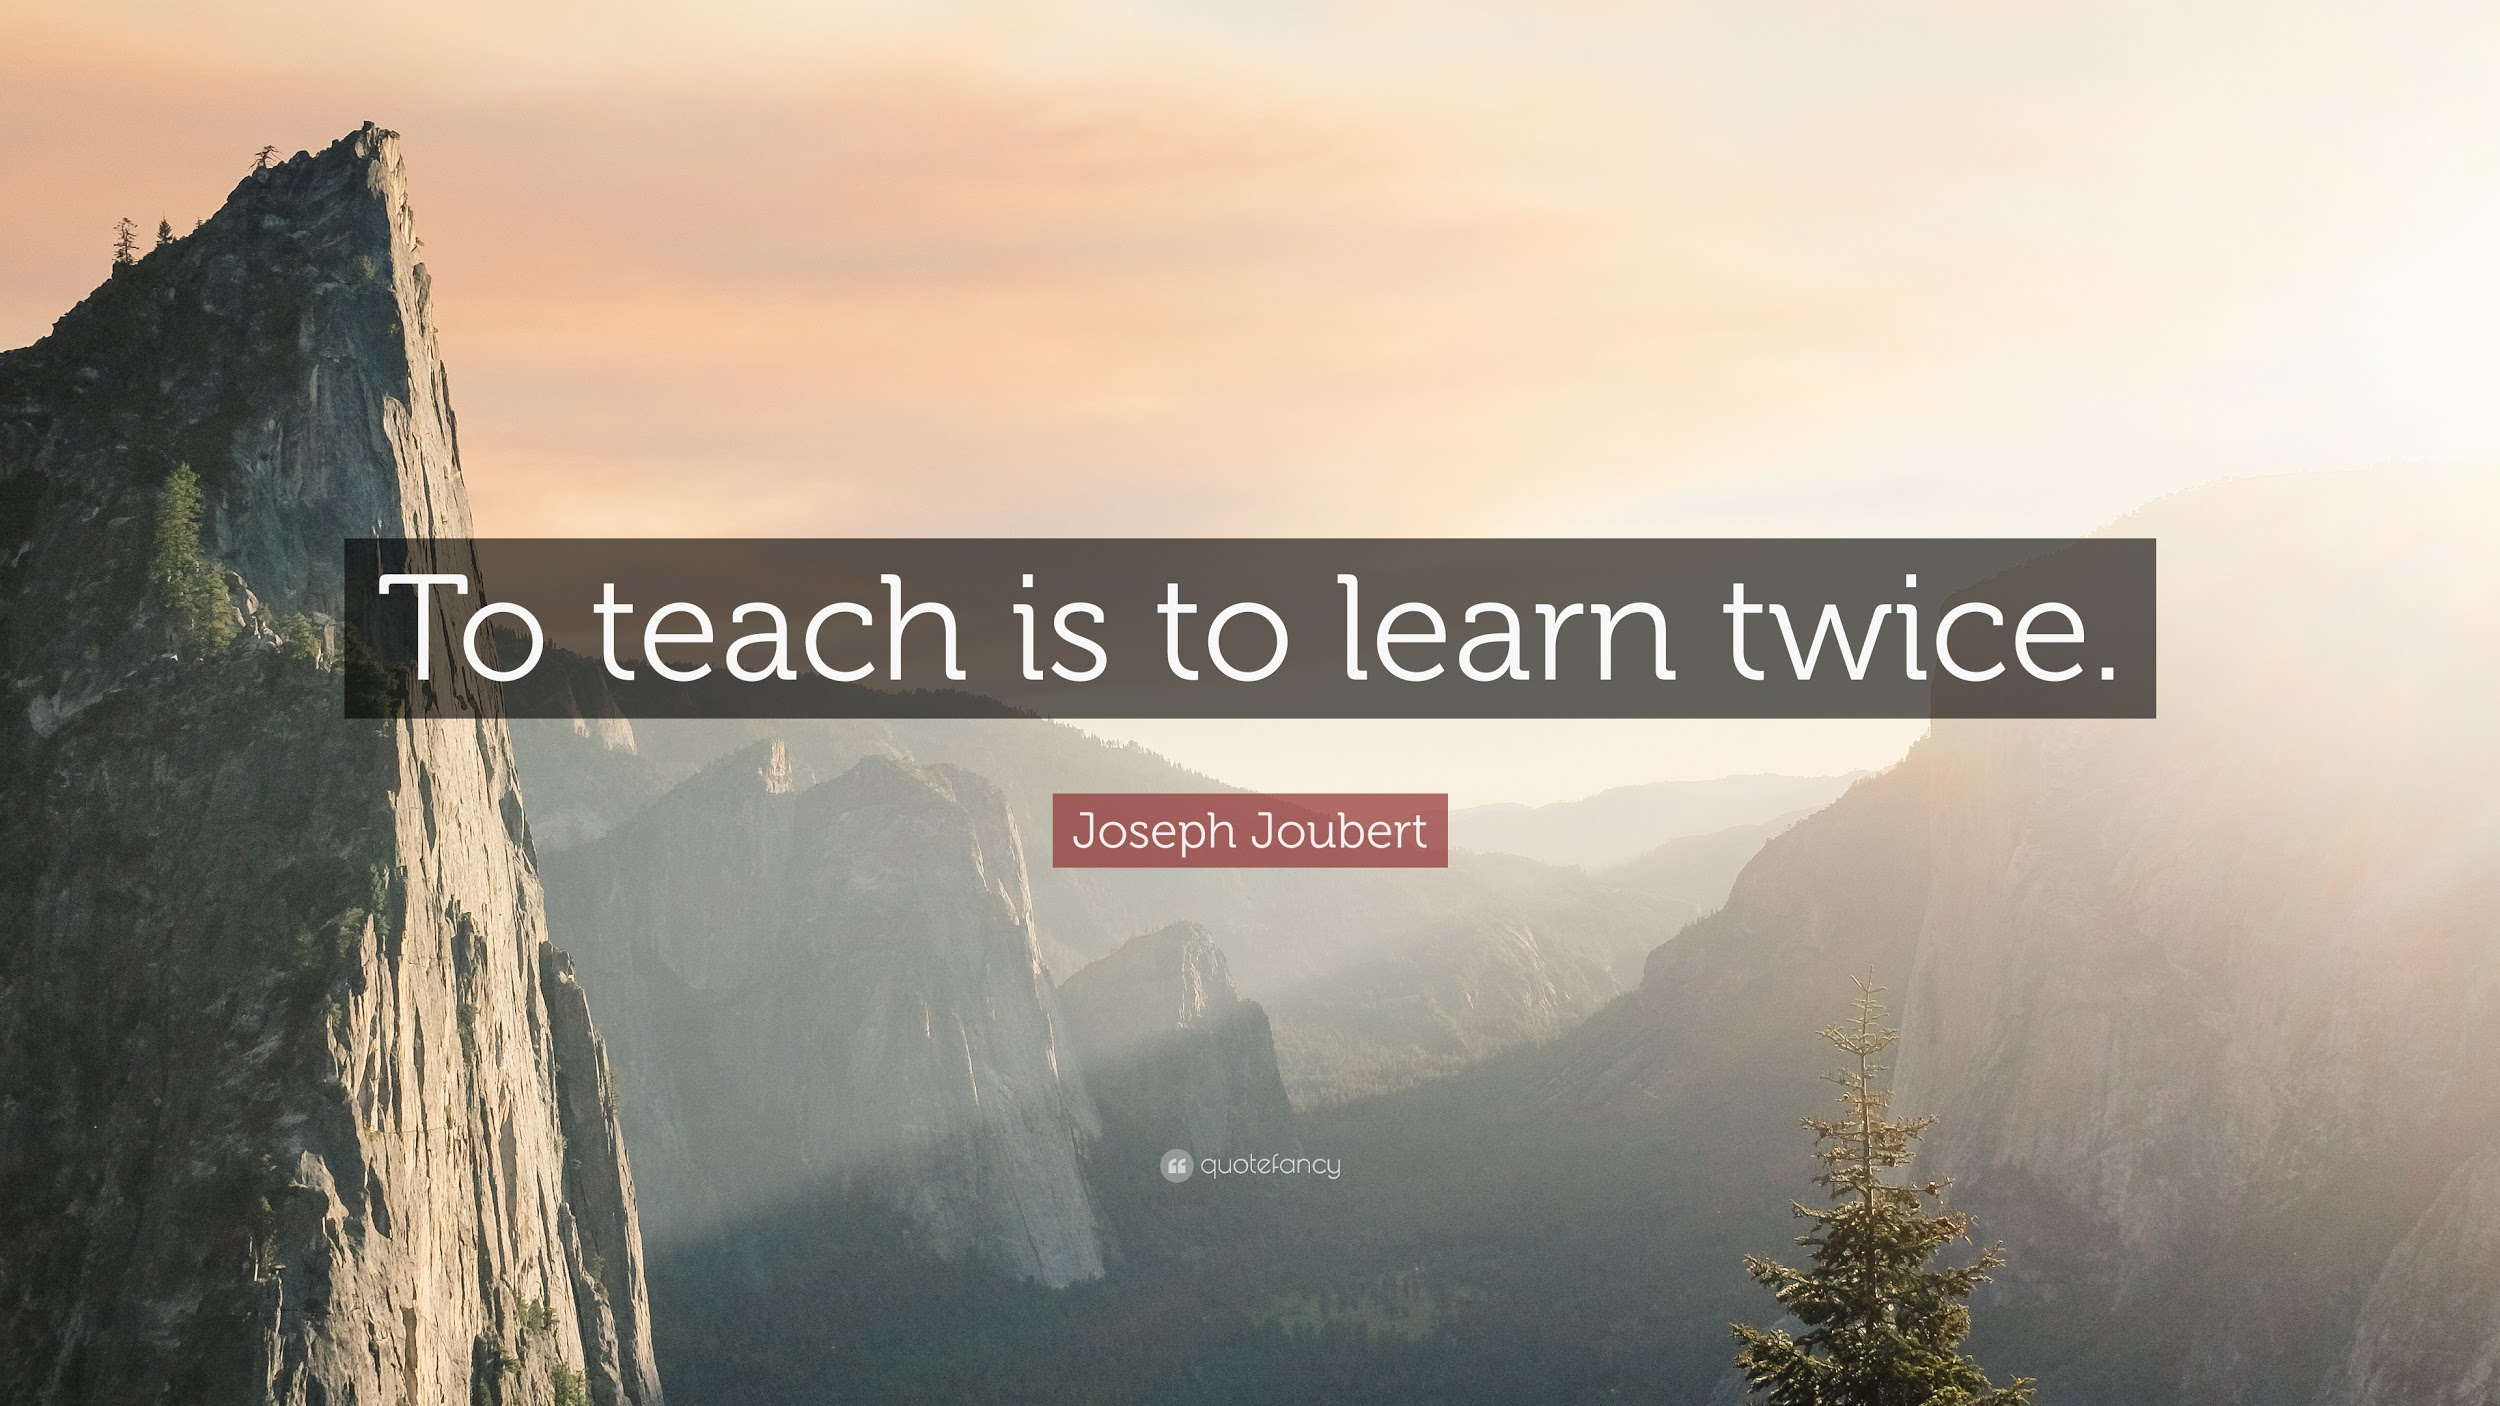 To teach is to learn twice.
Joseph Joubert
quotefancy